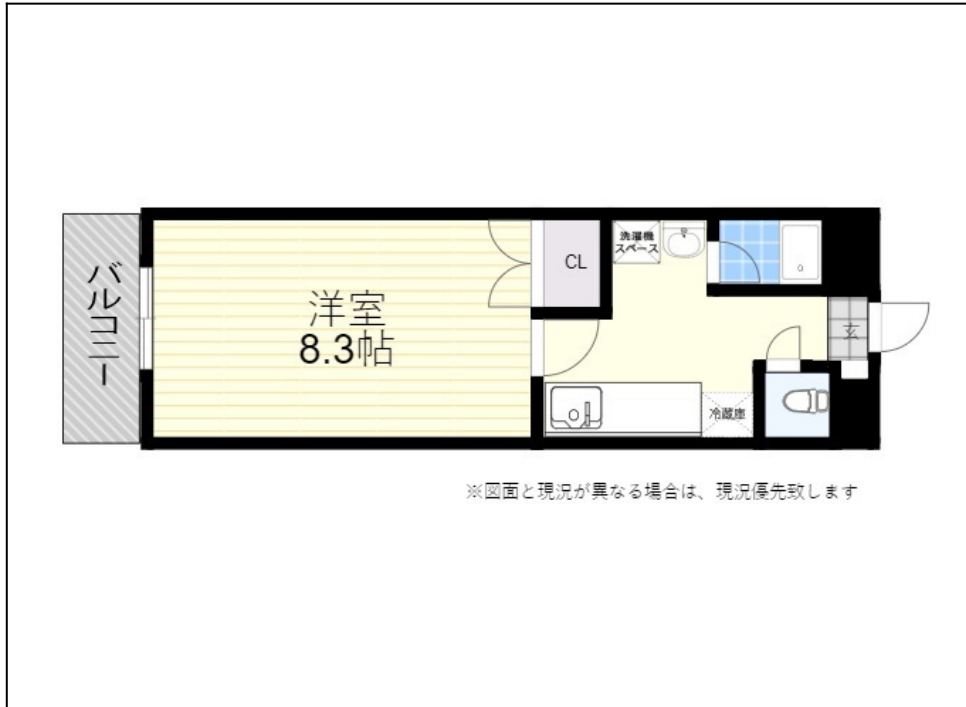 バルコニー
洋室
8.3帖
CL
洗濯機
スペース
玄
冷蔵庫
※図面と現況が異なる場合は、現況優先致します